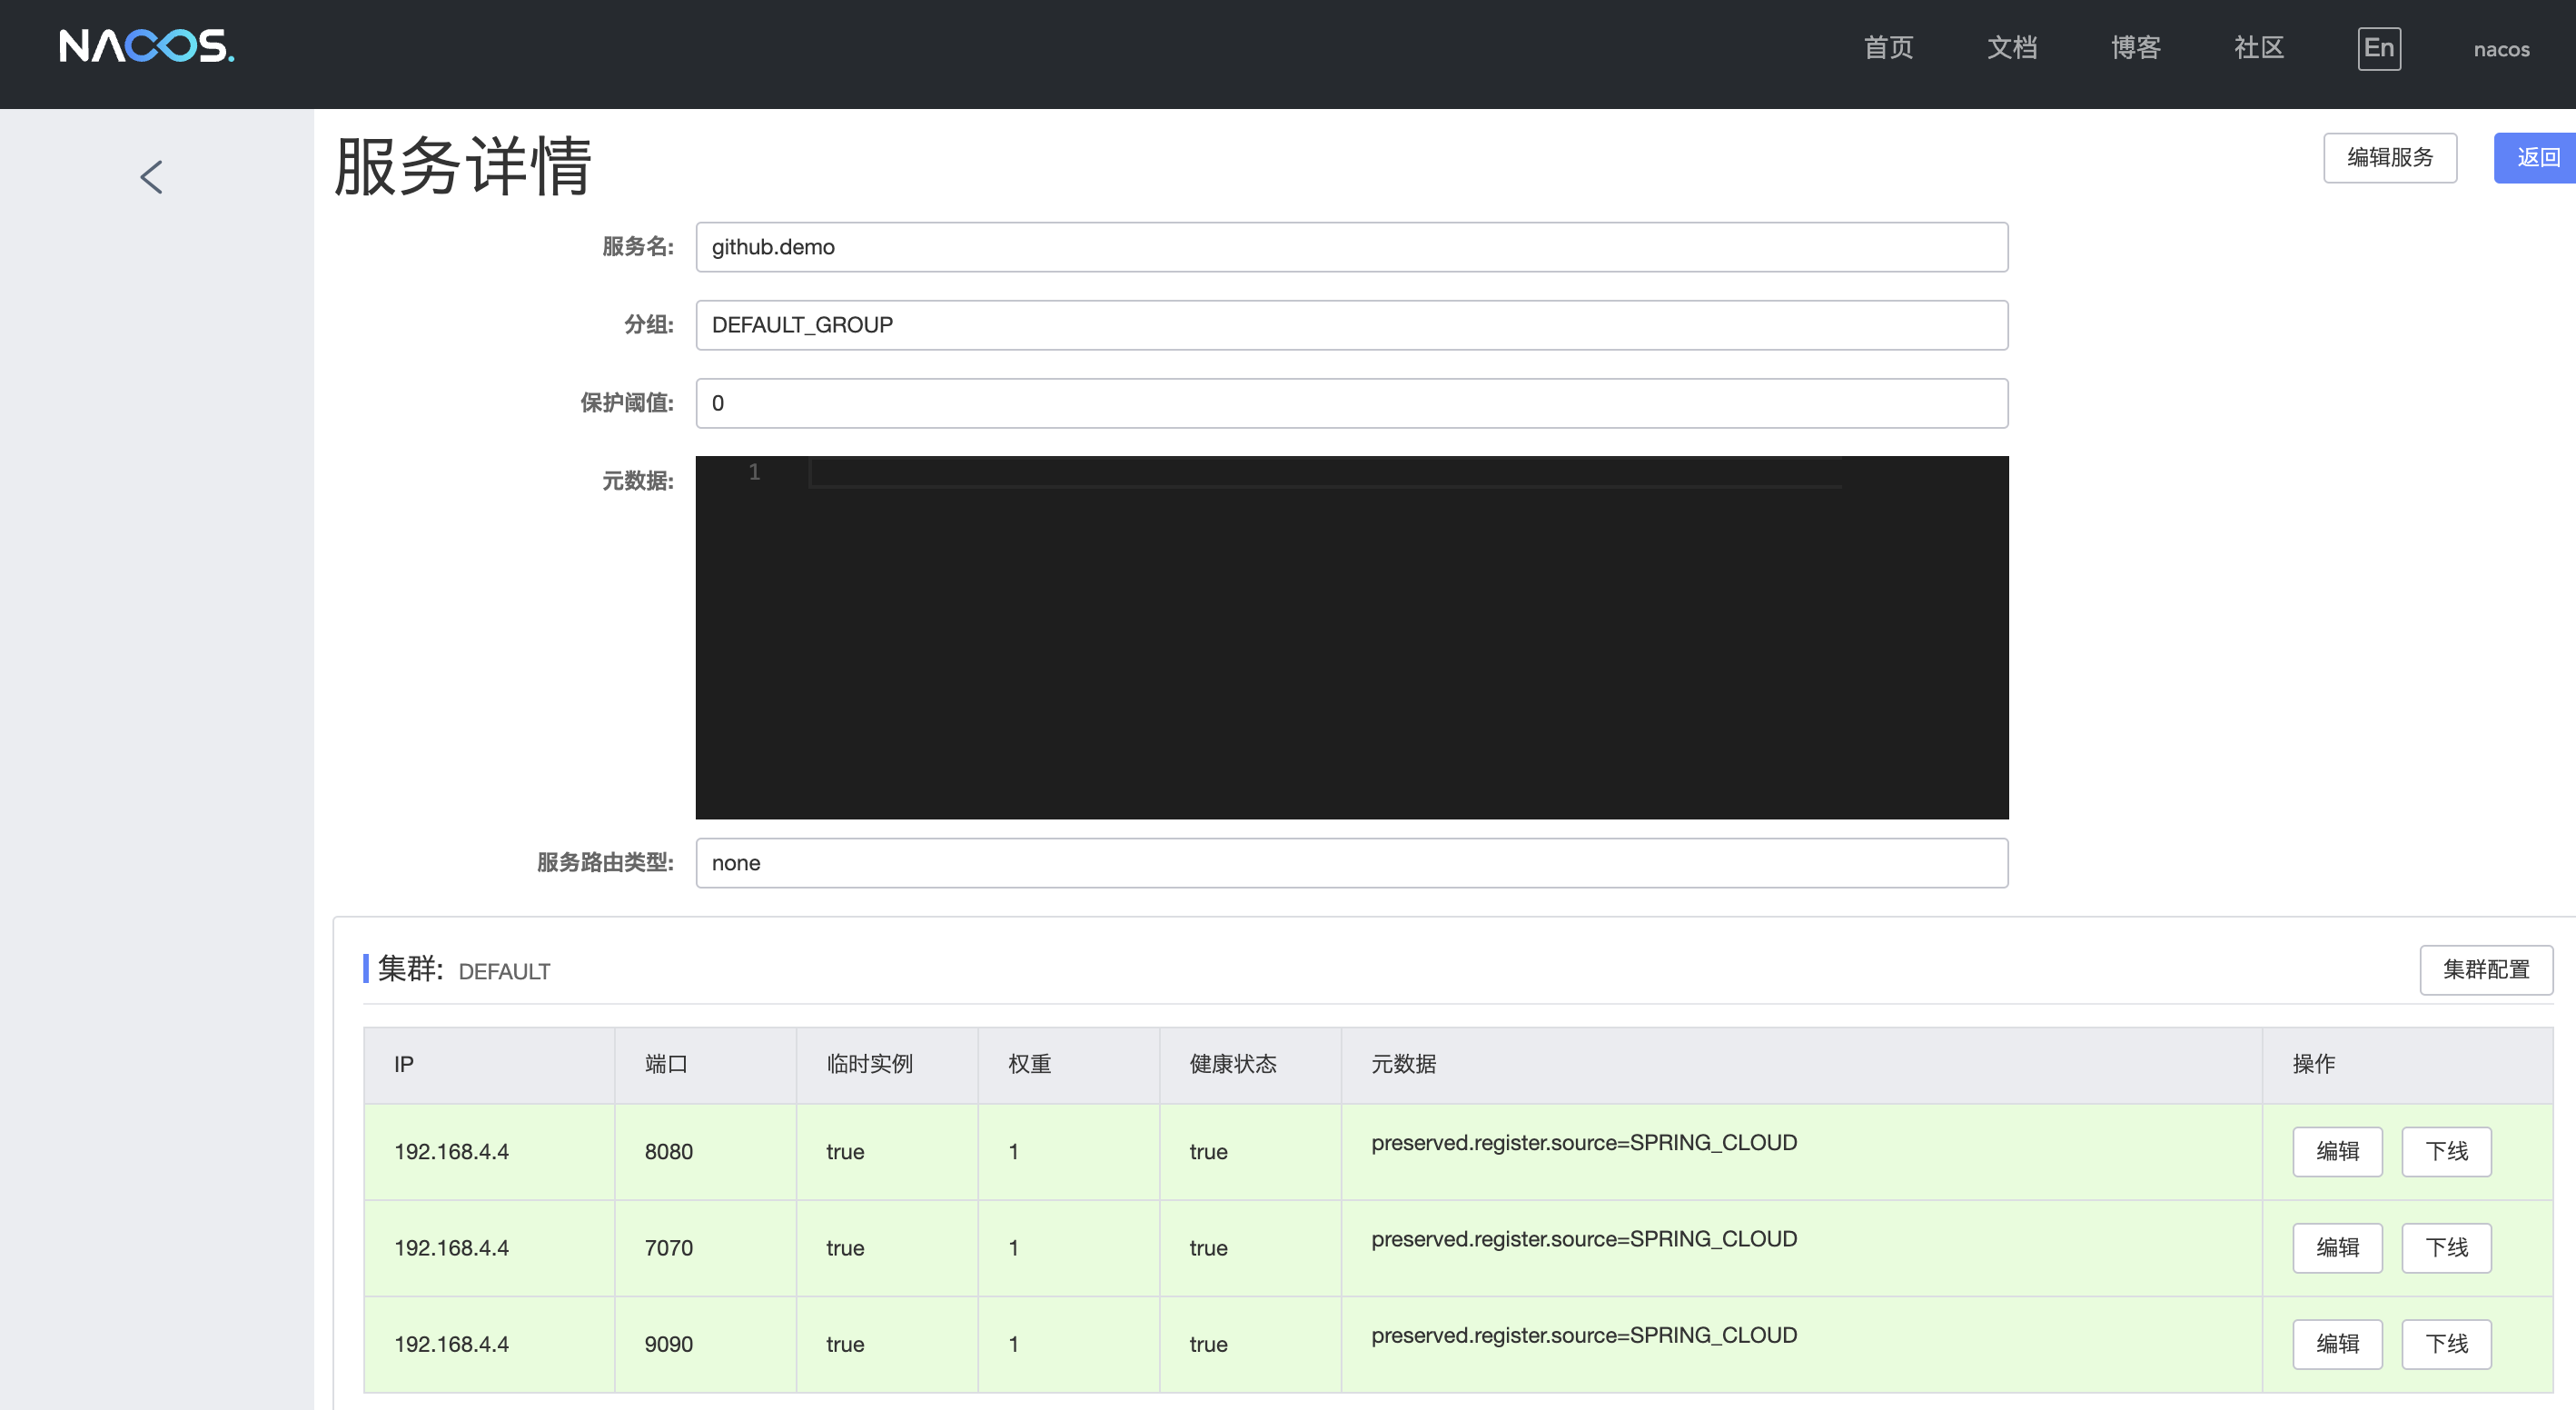 NACOS. 首页 文档 博客 社区 En nacos
服务详情 编辑服务 返回
服务名: github.demo
分组: DEFAULT_GROUP
保护阈值: 0
元数据: 1
服务路由类型: none
集群: DEFAULT 集群配置
IP 端口 临时实例 权重 健康状态 元数据 操作
192.168.4.4 8080 true 1 true preserved.register.source=SPRING_CLOUD 编辑 下线
192.168.4.4 7070 true 1 true preserved.register.source=SPRING_CLOUD 编辑 下线
192.168.4.4 9090 true 1 true preserved.register.source=SPRING_CLOUD 编辑 下线